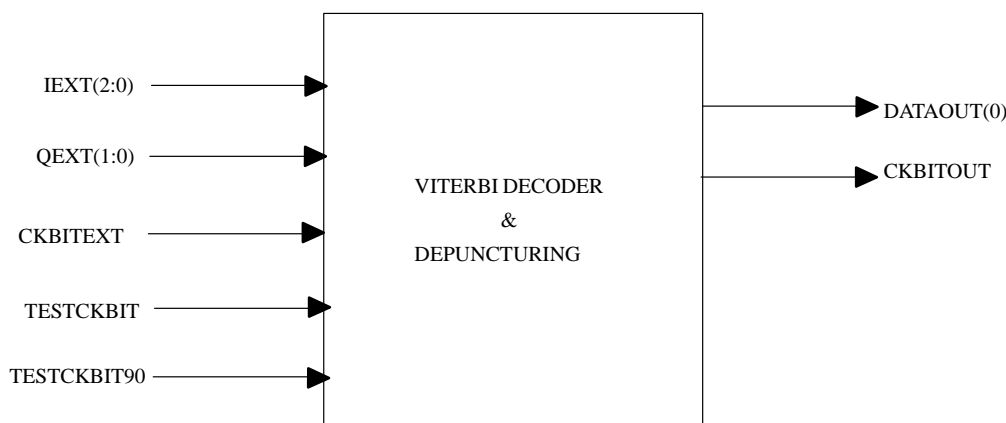 IEXT(2:0)
QEXT(1:0)
CKBITEXT
TESTCKBIT
TESTCKBIT90
VITERBI DECODER
&
DEPUNCTURING
DATAOUT(0)
CKBITOUT